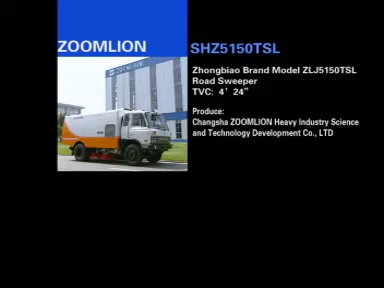 ZOOMLION
SHZ5150TSL
Zhongbiao Brand Model ZLJ5150TSL
Road Sweeper
TVC: 4’ 24”
Produce:
Changsha ZOOMLION Heavy Industry Science
and Technology Development Co., LTD